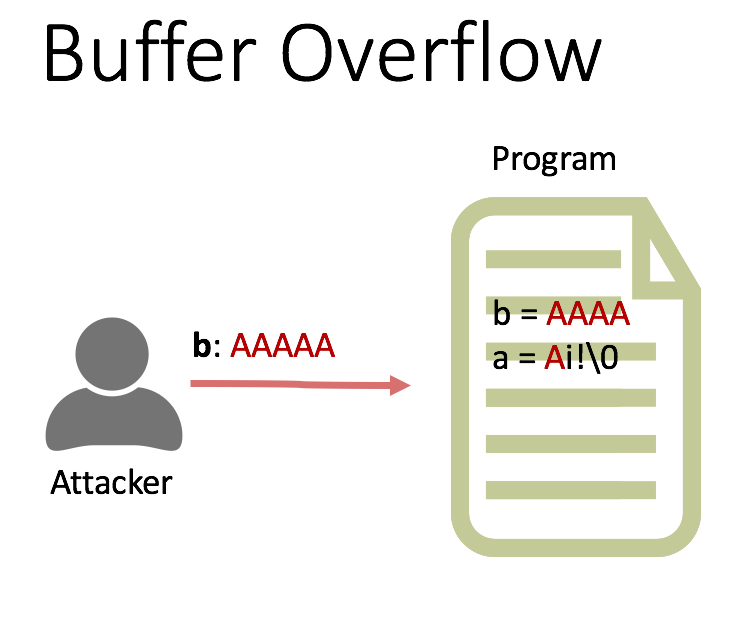 Buffer Overflow
Program
b = AAAA
b: AAAAA
a = Ai!\0
Attacker